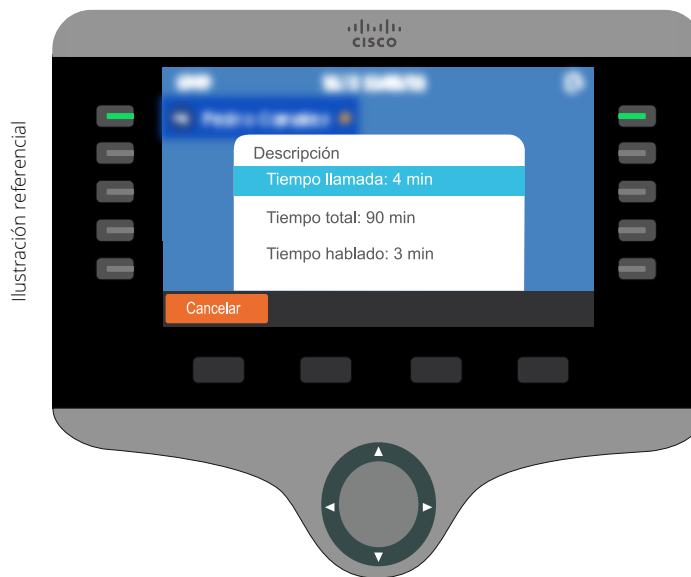 CISCO
Ilustración referencial
Descripción
Tiempo llamada: 4 min
Tiempo total: 90 min
Tiempo hablado: 3 min
Cancelar